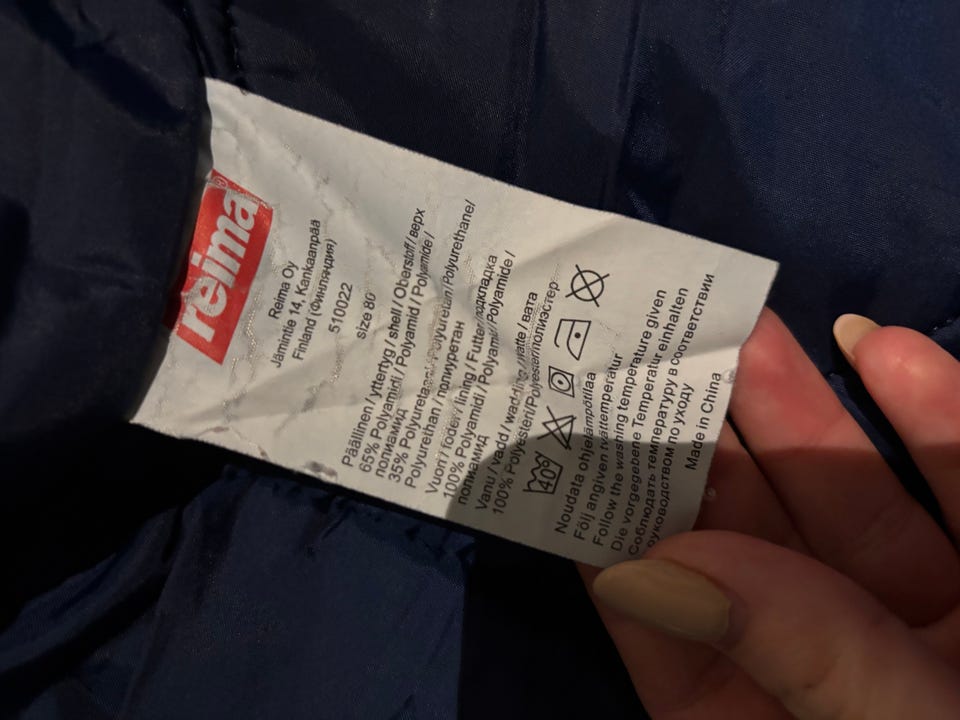 reima®
Reima Oy
Jämintie 14, Kankaanpää
Finland (Финляндия)
510022
size 80
Päällinen / yttertyg / shell / Oberstoff / верх
65% Polyamidi / Polyamid / Polyamide /
полиамид
35% Polyuretaani / Polyuretan / Polyurethane /
Polyurethan / полиуретан
Vuori / foder / lining / Futter / подкладка
100% Polyamidi / Polyamid / Polyamide /
полиамид
Vanu / vadd / wadding / Watte / вата
100% Polyesteri/Polyester/полиэстер
40
Noudata ohjelämpötilaa
Följ angiven tvättemperatur
Follow the washing temperature given
Die vorgegebene Temperatur einhalten
Соблюдать температуру в соответствии
руководством по уходу
Made in China